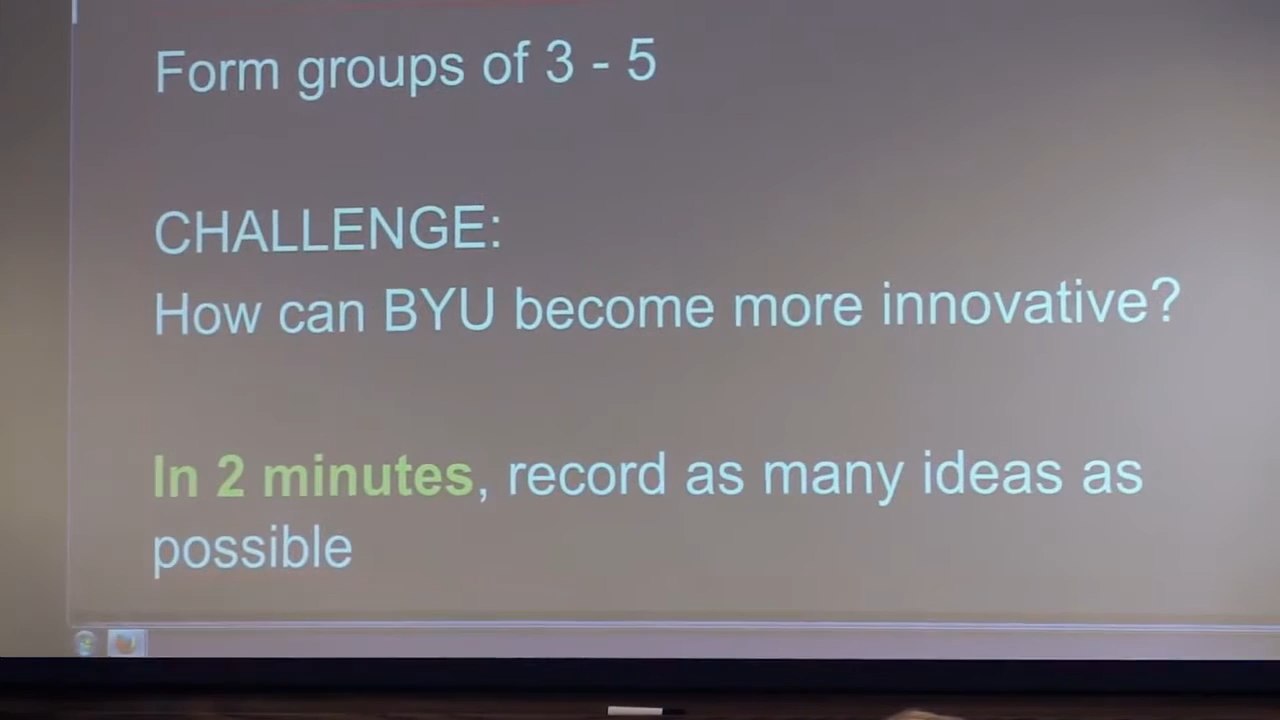 Form groups of 3 - 5
CHALLENGE:
How can BYU become more innovative?
In 2 minutes, record as many ideas as
possible